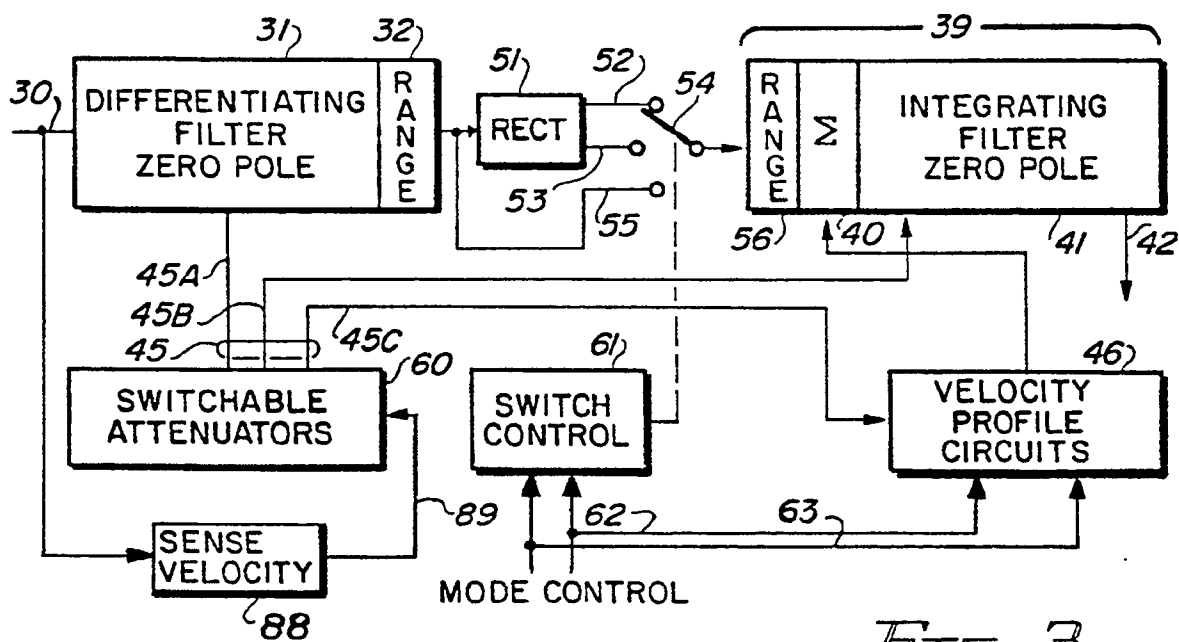 31
32
39
30
DIFFERENTIATING
FILTER
ZERO POLE
RANGE
51
RECT
52
53
54
55
RANGE
Σ
INTEGRATING
FILTER
ZERO POLE
56
40
41
42
45A
45B
45
45C
60
SWITCHABLE
ATTENUATORS
61
SWITCH
CONTROL
46
VELOCITY
PROFILE
CIRCUITS
89
62
63
SENSE
VELOCITY
88
MODE CONTROL